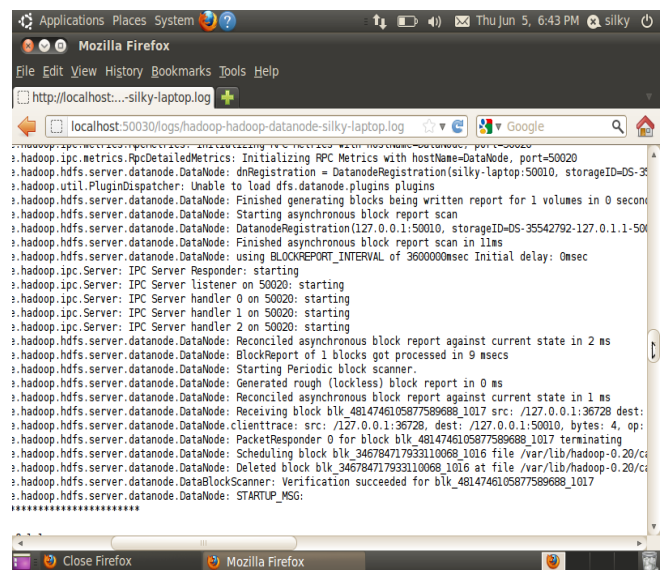 Applications Places System Thu Jun 5, 6:43 PM silky
Mozilla Firefox
File Edit View History Bookmarks Tools Help
http://localhost:...-silky-laptop.log
localhost:50030/logs/hadoop-hadoop-datanode-silky-laptop.log Google
e.hadoop.ipc.metrics.RpcMetrics: Initializing RPC Metrics with hostName=DataNode, port=50020
e.hadoop.ipc.metrics.RpcDetailedMetrics: Initializing RPC Metrics with hostName=DataNode, port=50020
e.hadoop.hdfs.server.datanode.DataNode: dnRegistration = DatanodeRegistration(silky-laptop:50010, storageID=DS-35
e.hadoop.util.PluginDispatcher: Unable to load dfs.datanode.plugins plugins
e.hadoop.hdfs.server.datanode.DataNode: Finished generating blocks being written report for 1 volumes in 0 second
e.hadoop.hdfs.server.datanode.DataNode: Starting asynchronous block report scan
e.hadoop.hdfs.server.datanode.DataNode: DatanodeRegistration(127.0.0.1:50010, storageID=DS-35542792-127.0.1.1-500
e.hadoop.hdfs.server.datanode.DataNode: Finished asynchronous block report scan in 11ms
e.hadoop.hdfs.server.datanode.DataNode: using BLOCKREPORT_INTERVAL of 3600000msec Initial delay: 0msec
e.hadoop.ipc.Server: IPC Server Responder: starting
e.hadoop.ipc.Server: IPC Server listener on 50020: starting
e.hadoop.ipc.Server: IPC Server handler 0 on 50020: starting
e.hadoop.ipc.Server: IPC Server handler 1 on 50020: starting
e.hadoop.ipc.Server: IPC Server handler 2 on 50020: starting
e.hadoop.hdfs.server.datanode.DataNode: Reconciled asynchronous block report against current state in 2 ms
e.hadoop.hdfs.server.datanode.DataNode: BlockReport of 1 blocks got processed in 9 msecs
e.hadoop.hdfs.server.datanode.DataNode: Starting Periodic block scanner.
e.hadoop.hdfs.server.datanode.DataNode: Generated rough (lockless) block report in 0 ms
e.hadoop.hdfs.server.datanode.DataNode: Reconciled asynchronous block report against current state in 1 ms
e.hadoop.hdfs.server.datanode.DataNode: Receiving block blk_4814746105877589688_1017 src: /127.0.0.1:36728 dest:
e.hadoop.hdfs.server.datanode.DataNode.clienttrace: src: /127.0.0.1:36728, dest: /127.0.0.1:50010, bytes: 4, op:
e.hadoop.hdfs.server.datanode.DataNode: PacketResponder 0 for block blk_4814746105877589688_1017 terminating
e.hadoop.hdfs.server.datanode.DataNode: Scheduling block blk_346784717933110068_1016 file /var/lib/hadoop-0.20/ca
e.hadoop.hdfs.server.datanode.DataNode: Deleted block blk_346784717933110068_1016 at file /var/lib/hadoop-0.20/ca
e.hadoop.hdfs.server.datanode.DataBlockScanner: Verification succeeded for blk_4814746105877589688_1017
e.hadoop.hdfs.server.datanode.DataNode: STARTUP_MSG:
************************
Close Firefox Mozilla Firefox